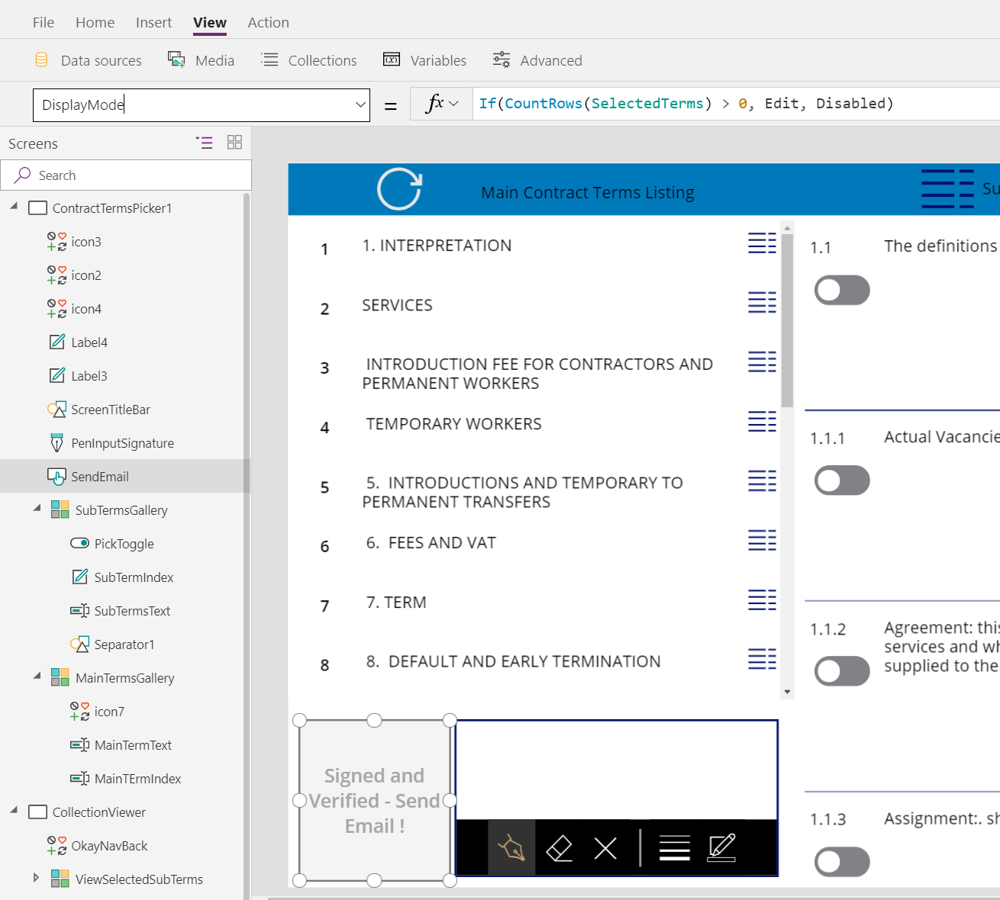 File Home Insert View Action
Data sources Media Collections Variables Advanced
DisplayMode = fx If(CountRows(SelectedTerms) > 0, Edit, Disabled)
Screens
Search
ContractTermsPicker1
icon3
icon2
icon4
Label4
Label3
ScreenTitleBar
PenInputSignature
SendEmail
SubTermsGallery
PickToggle
SubTermIndex
SubTermsText
Separator1
MainTermsGallery
icon7
MainTermText
MainTErmIndex
CollectionViewer
OkayNavBack
ViewSelectedSubTerms
Main Contract Terms Listing
Su
1 1. INTERPRETATION
2 SERVICES
3 INTRODUCTION FEE FOR CONTRACTORS AND
PERMANENT WORKERS
4 TEMPORARY WORKERS
5 5. INTRODUCTIONS AND TEMPORARY TO
PERMANENT TRANSFERS
6 6. FEES AND VAT
7 7. TERM
8 8. DEFAULT AND EARLY TERMINATION
1.1 The definitions
1.1.1 Actual Vacancie
1.1.2 Agreement: this
services and wh
supplied to the
1.1.3 Assignment:. sh
Signed and
Verified - Send
Email !